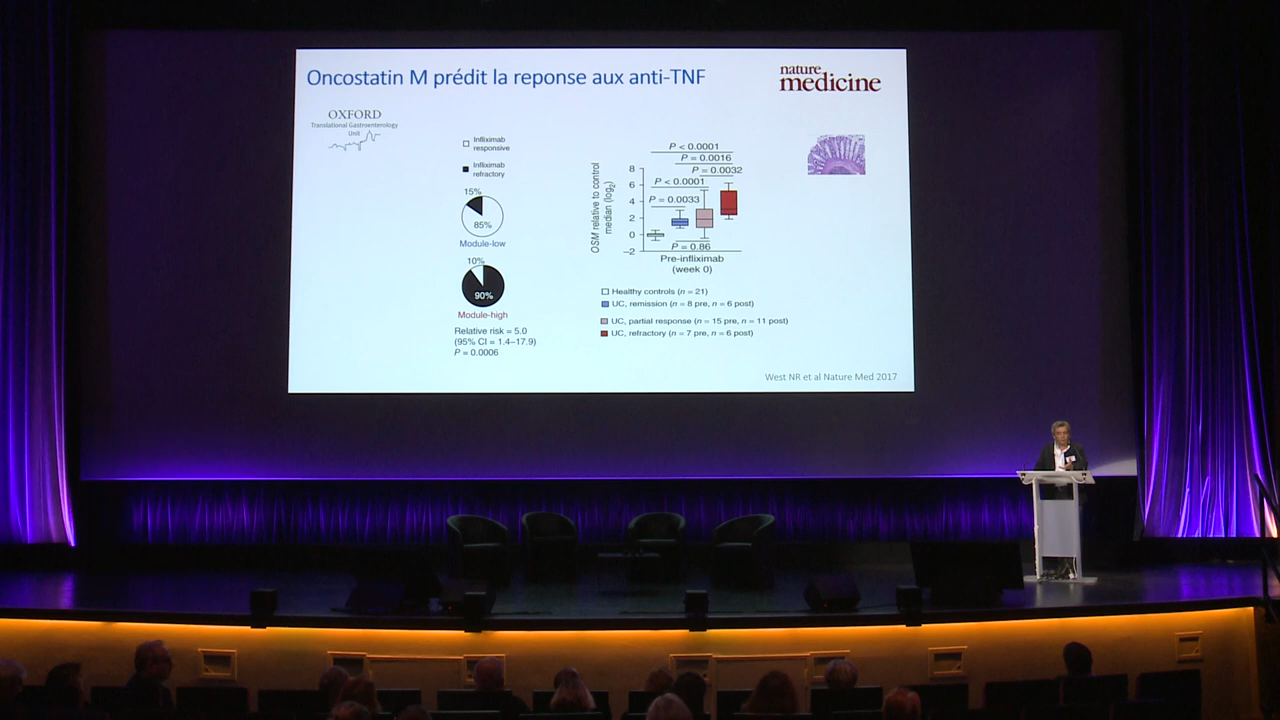 Oncostatin M prédit la reponse aux anti-TNF
nature
medicine
OXFORD
Translational Gastroenterology
Unit
Infliximab
responsive
Infliximab
refractory
15%
85%
Module-low
10%
90%
Module-high
Relative risk = 5.0
(95% CI = 1.4–17.9)
P = 0.0006
OSM relative to control
median (log2)
8
6
4
2
0
–2
P < 0.0001
P = 0.0016
P = 0.0032
P < 0.0001
P = 0.0033
P = 0.86
Pre-infliximab
(week 0)
Healthy controls (n = 21)
UC, remission (n = 8 pre, n = 6 post)
UC, partial response (n = 15 pre, n = 11 post)
UC, refractory (n = 7 pre, n = 6 post)
West NR et al Nature Med 2017